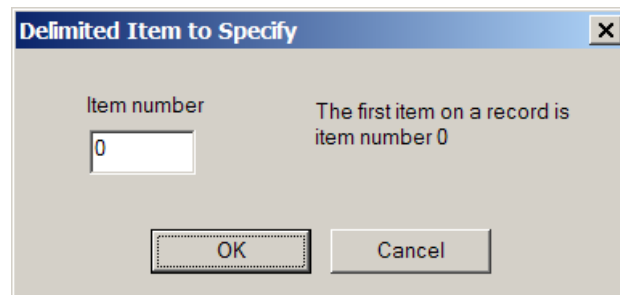 Delimited Item to Specify
Item number
The first item on a record is
item number 0
0
OK
Cancel